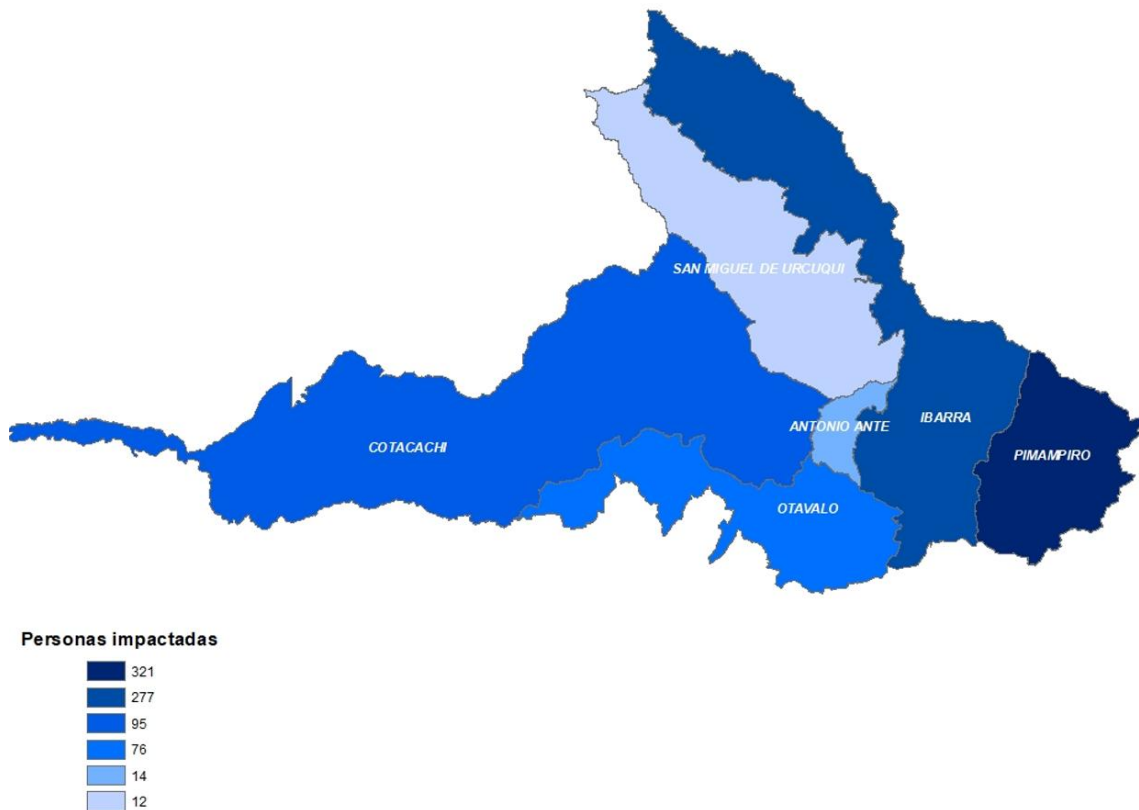 SAN MIGUEL DE URCUQUI
ANTONIO ANTE
IBARRA
COTACACHI
PIMAMPIRO
OTAVALO
Personas impactadas
321
277
95
76
14
12